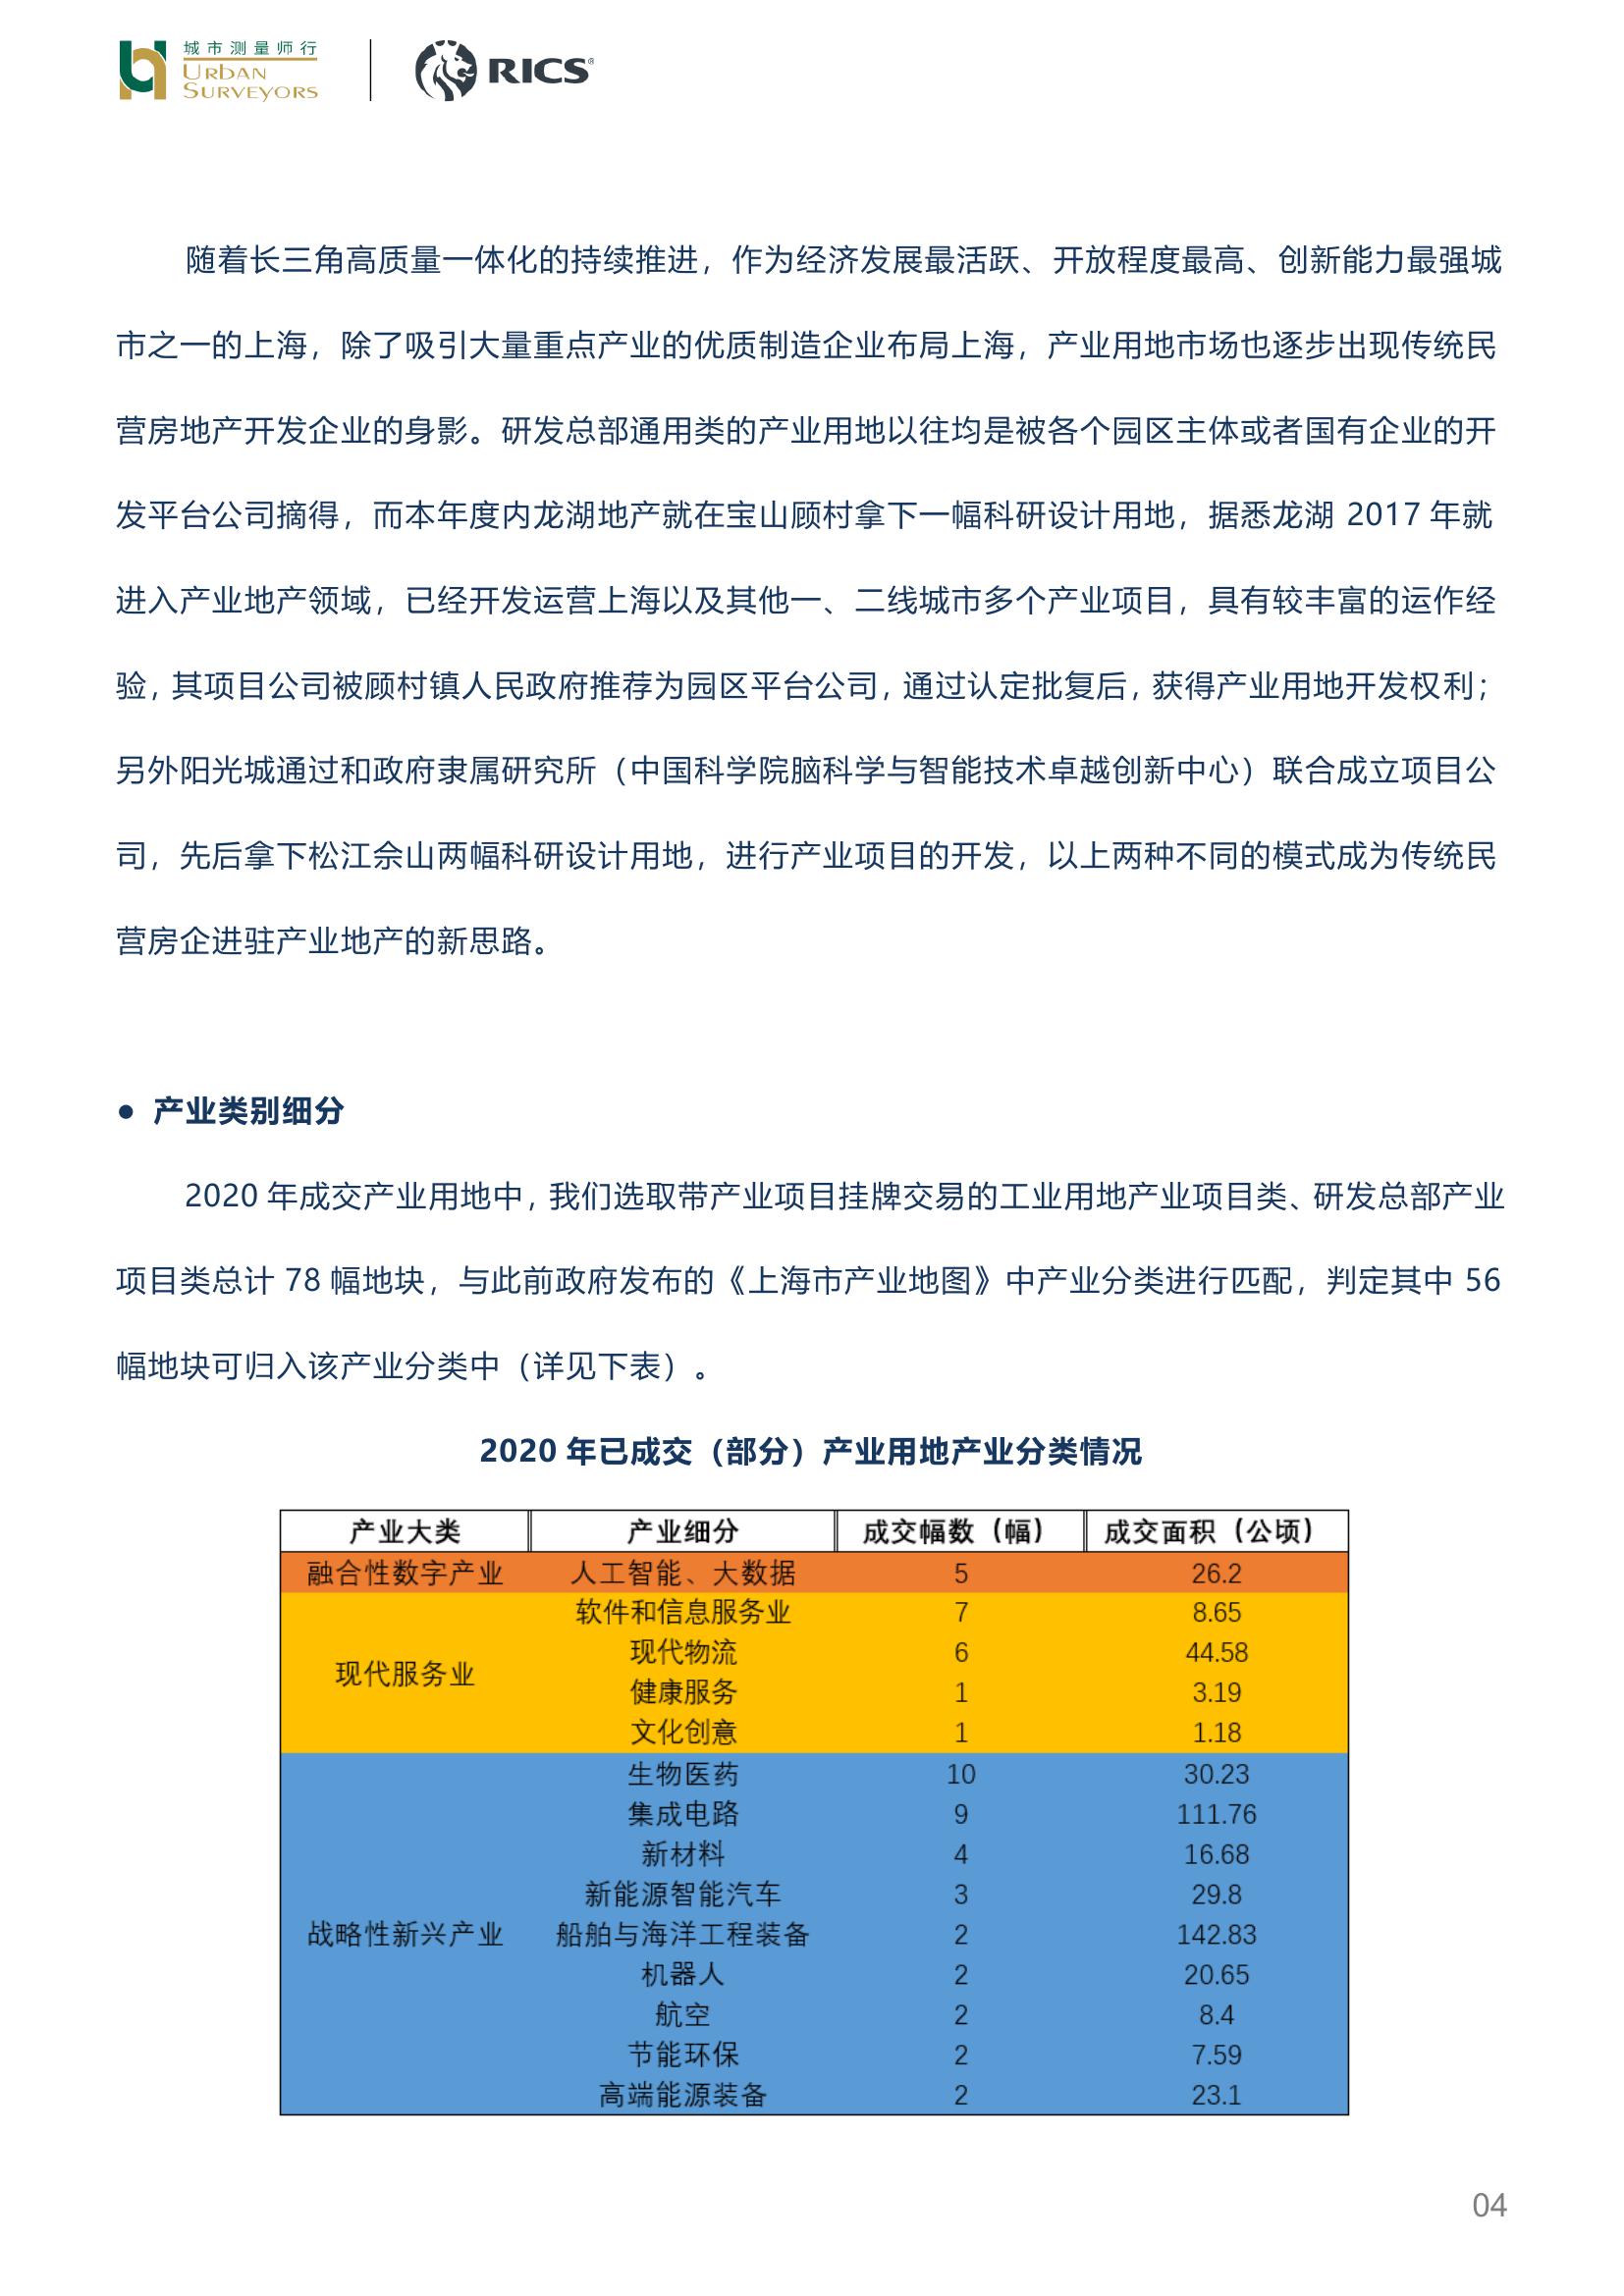 城市测量师行
URBAN
SURVEYORS
RICS®
随着长三角高质量一体化的持续推进，作为经济发展最活跃、开放程度最高、创新能力最强城
市之一的上海，除了吸引大量重点产业的优质制造企业布局上海，产业用地市场也逐步出现传统民
营房地产开发企业的身影。研发总部通用类的产业用地以往均是被各个园区主体或者国有企业的开
发平台公司摘得，而本年度内龙湖地产就在宝山顾村拿下一幅科研设计用地，据悉龙湖 2017 年就
进入产业地产领域，已经开发运营上海以及其他一、二线城市多个产业项目，具有较丰富的运作经
验，其项目公司被顾村镇人民政府推荐为园区平台公司，通过认定批复后，获得产业用地开发权利；
另外阳光城通过和政府隶属研究所（中国科学院脑科学与智能技术卓越创新中心）联合成立项目公
司，先后拿下松江佘山两幅科研设计用地，进行产业项目的开发，以上两种不同的模式成为传统民
营房企进驻产业地产的新思路。
● 产业类别细分
2020 年成交产业用地中，我们选取带产业项目挂牌交易的工业用地产业项目类、研发总部产业
项目类总计 78 幅地块，与此前政府发布的《上海市产业地图》中产业分类进行匹配，判定其中 56
幅地块可归入该产业分类中（详见下表）。
2020 年已成交（部分）产业用地产业分类情况
产业大类 产业细分 成交幅数（幅） 成交面积（公顷）
融合性数字产业 人工智能、大数据 5 26.2
软件和信息服务业 7 8.65
现代物流 6 44.58
现代服务业
健康服务 1 3.19
文化创意 1 1.18
生物医药 10 30.23
集成电路 9 111.76
新材料 4 16.68
新能源智能汽车 3 29.8
战略性新兴产业 船舶与海洋工程装备 2 142.83
机器人 2 20.65
航空 2 8.4
节能环保 2 7.59
高端能源装备 2 23.1
04